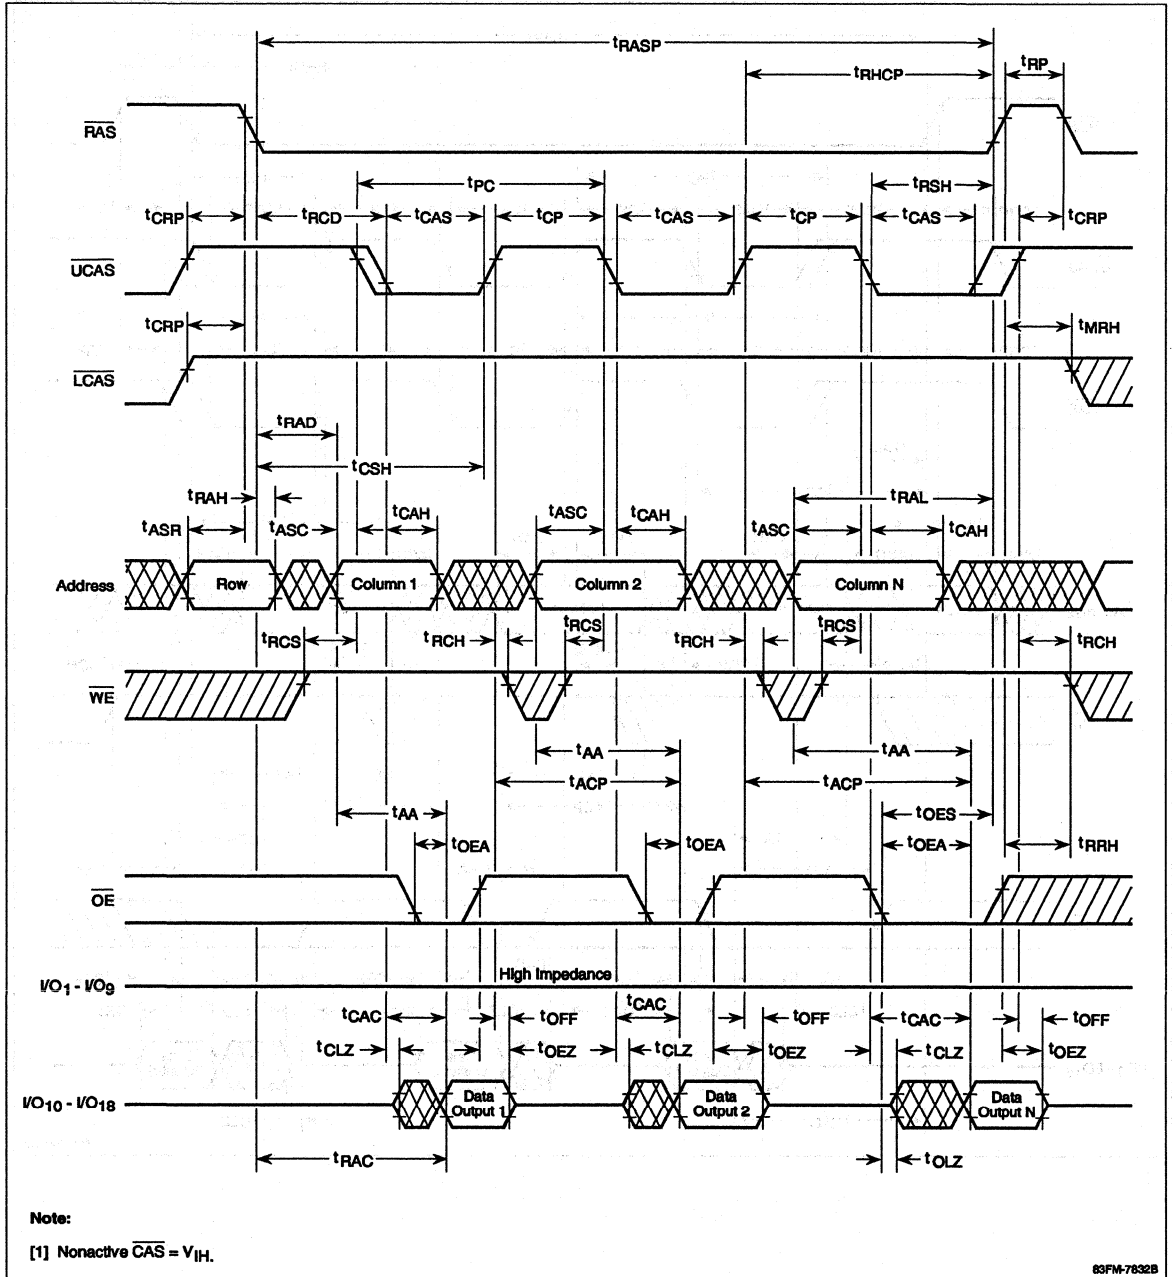 tRASP
tRHCP
tRP
RAS
tPC
tRSH
tCRP
tRCD
tCAS
tCP
tCAS
tCP
tCAS
tCRP
UCAS
tCRP
tMRH
LCAS
tRAD
tCSH
tRAH
tRAL
tASR
tASC
tCAH
tASC
tCAH
tASC
tCAH
Address
Row
Column 1
Column 2
Column N
tRCS
tRCH
tRCS
tRCH
tRCS
tRCH
WE
tAA
tAA
tACP
tACP
tAA
tOES
tOEA
tOEA
tOEA
tRRH
OE
High Impedance
I/O1 - I/O9
tCAC
tOFF
tCAC
tOFF
tCAC
tOFF
tCLZ
tOEZ
tCLZ
tOEZ
tCLZ
tOEZ
I/O10 - I/O18
Data
Output 1
Data
Output 2
Data
Output N
tRAC
tOLZ
Note:
[1] Nonactive CAS = VIH.
83FM-7832B